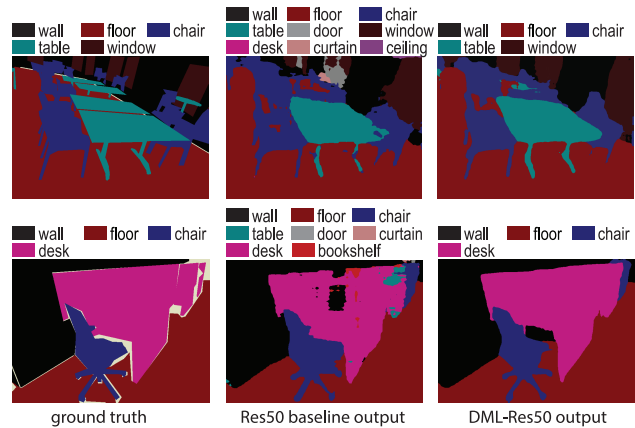 wall floor chair
table window
wall floor chair
table door window
desk curtain ceiling
wall floor chair
table window
wall floor chair
desk
wall floor chair
table door curtain
desk bookshelf
wall floor chair
desk
ground truth
Res50 baseline output
DML-Res50 output